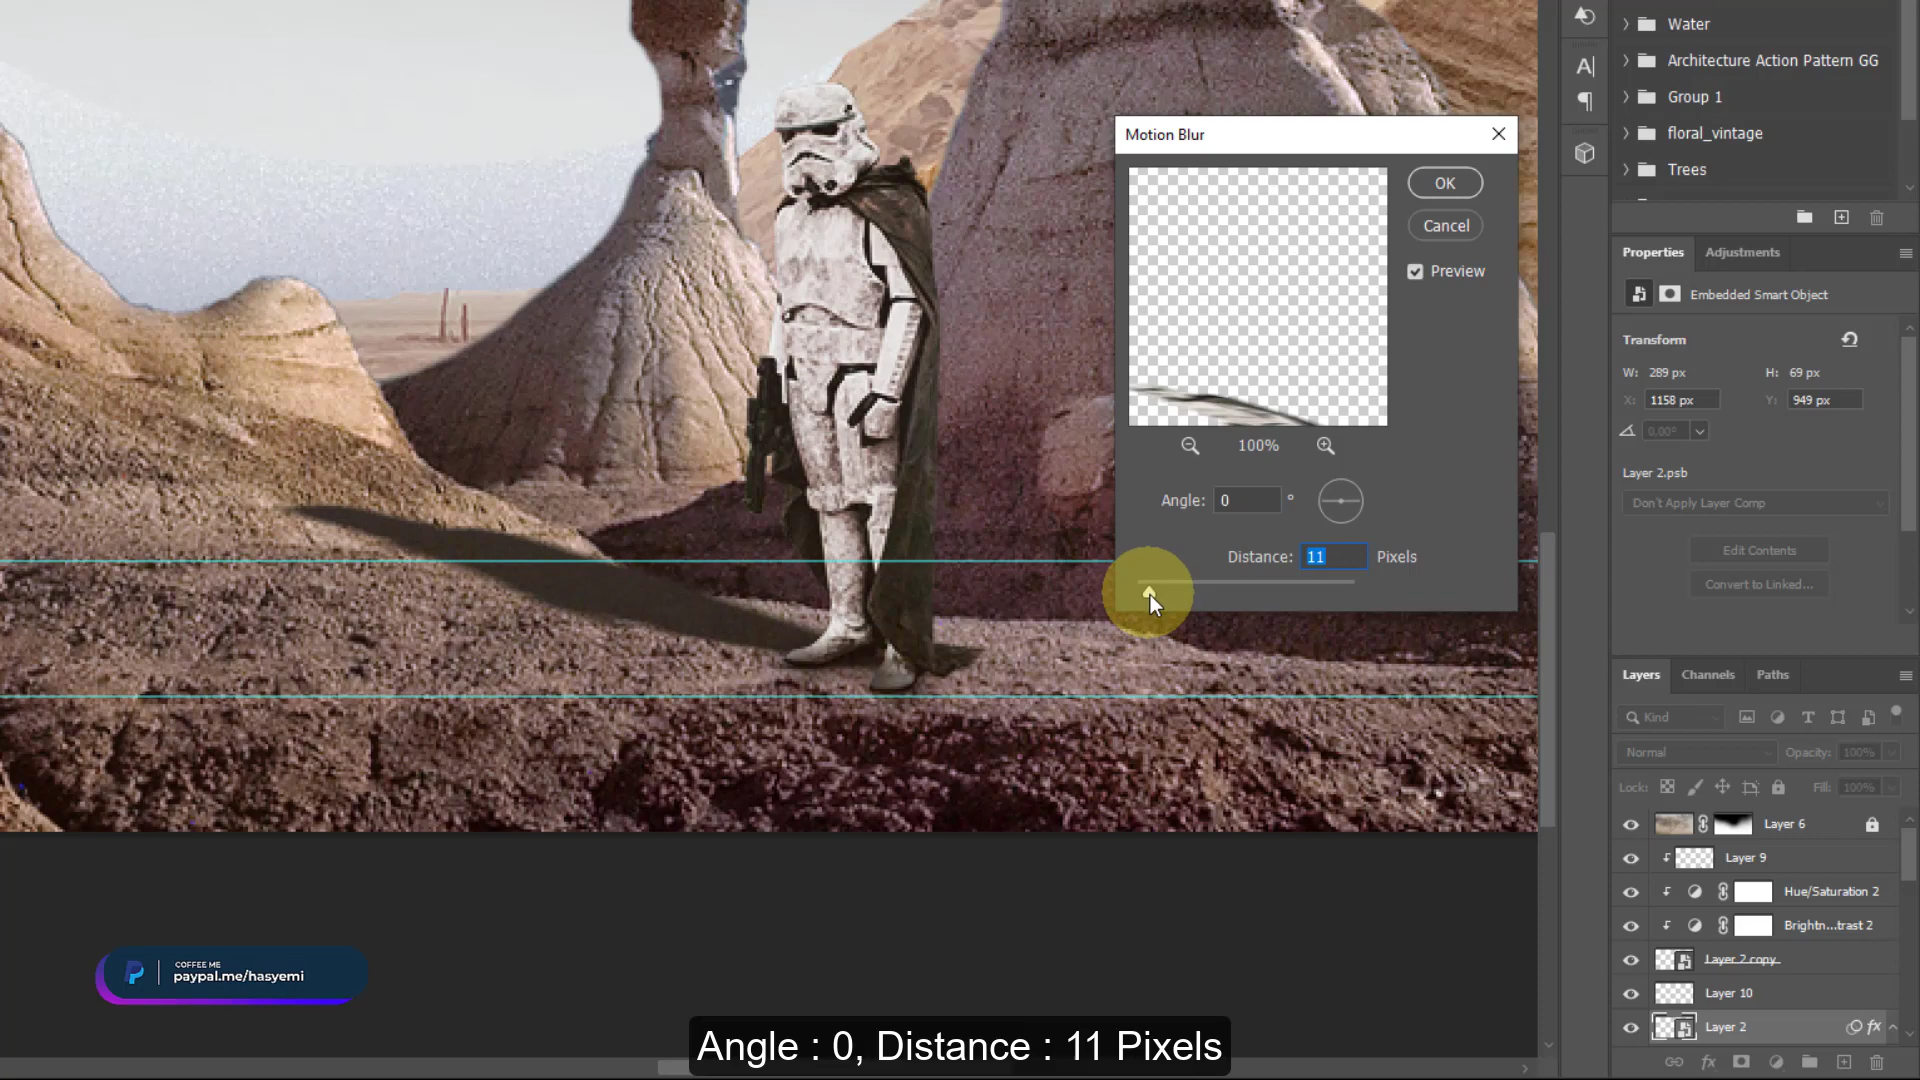 Water
Architecture Action Pattern GG
Group 1
floral_vintage
Trees
Motion Blur
OK
Cancel
Preview
100%
Angle: 0 °
Distance: 11 Pixels
Properties Adjustments
Embedded Smart Object
Transform
W: 289 px H: 69 px
X: 1158 px Y: 949 px
0,00°
Layer 2.psb
Don't Apply Layer Comp
Edit Contents
Convert to Linked...
Layers Channels Paths
Kind
Normal Opacity: 100%
Lock: Fill: 100%
Layer 6
Layer 9
Hue/Saturation 2
Brightn...trast 2
Layer 2 copy
Layer 10
Layer 2 fx
fx
COFFEE ME
paypal.me/hasyemi
Angle : 0, Distance : 11 Pixels